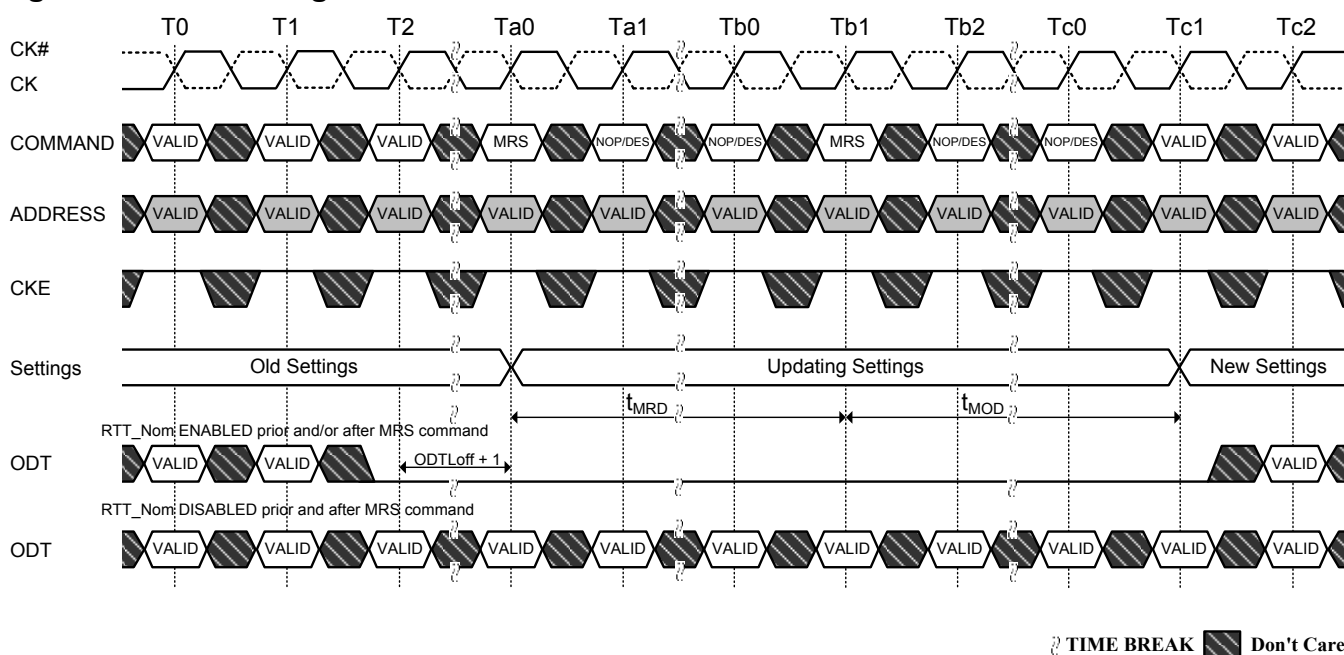 T0 T1 T2 Ta0 Ta1 Tb0 Tb1 Tb2 Tc0 Tc1 Tc2
CK#
CK
COMMAND VALID VALID VALID MRS NOP/DES NOP/DES MRS NOP/DES NOP/DES VALID VALID
ADDRESS VALID VALID VALID VALID VALID VALID VALID VALID VALID VALID VALID
CKE
Settings Old Settings Updating Settings New Settings
tMRD tMOD
RTT_Nom ENABLED prior and/or after MRS command
ODT VALID VALID ODTLoff + 1 VALID
RTT_Nom DISABLED prior and after MRS command
ODT VALID VALID VALID VALID VALID VALID VALID VALID VALID VALID VALID
TIME BREAK Don't Care